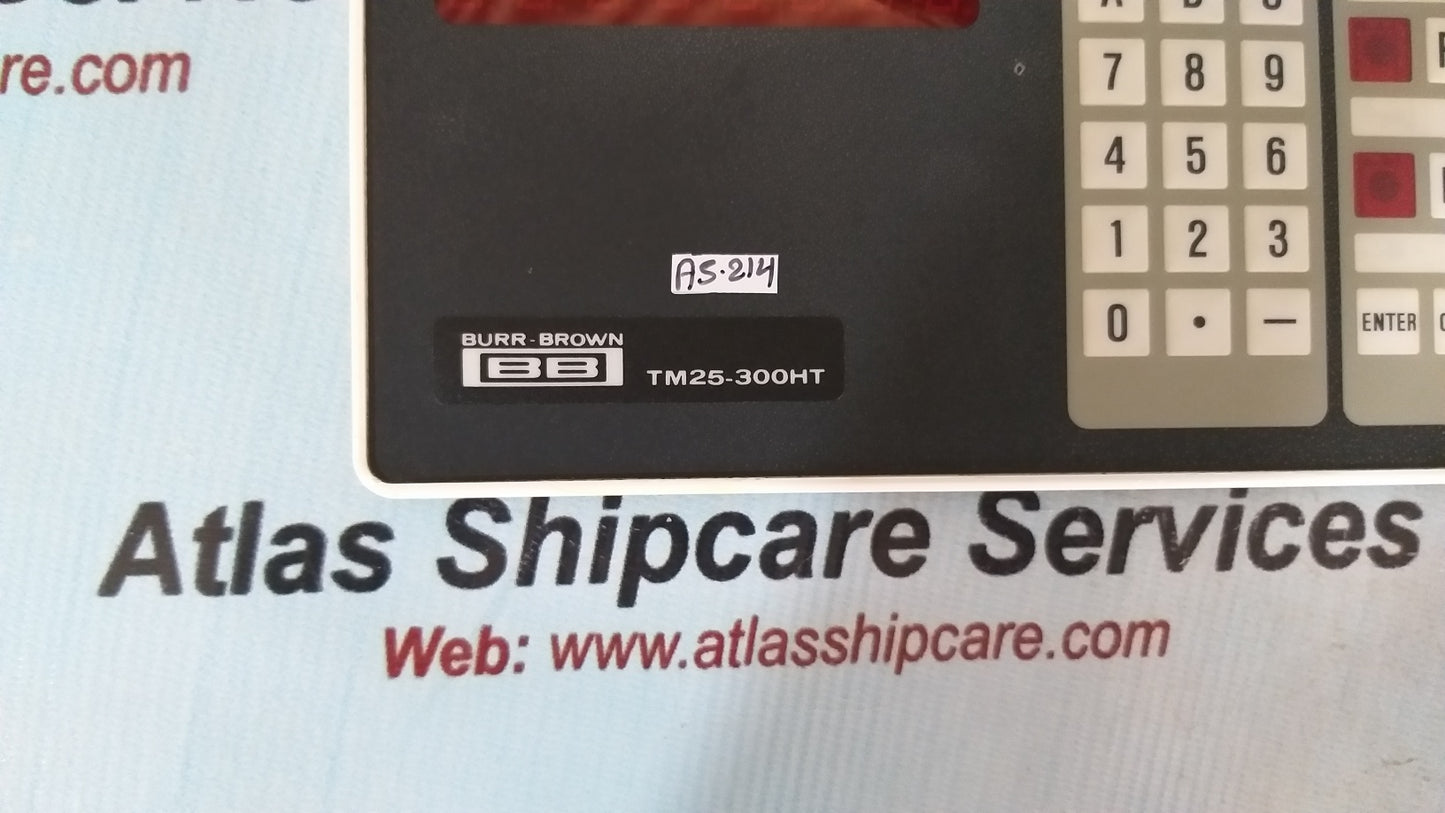 re.com
7 8 9
4 5 6
1 2 3
0 • —
ENTER
AS·214
BURR-BROWN
BB
TM25-300HT
Atlas Shipcare Services
Web: www.atlasshipcare.com